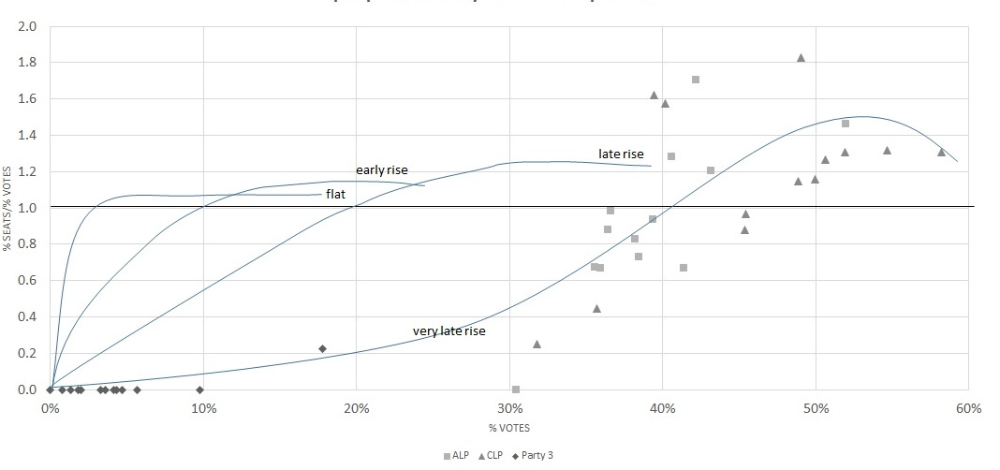 2.0
1.8
1.6
1.4
1.2
1.0
0.8
0.6
0.4
0.2
0.0
% SEATS/% VOTES
late rise
early rise
flat
very late rise
0% 10% 20% 30% 40% 50% 60%
% VOTES
ALP CLP Party 3